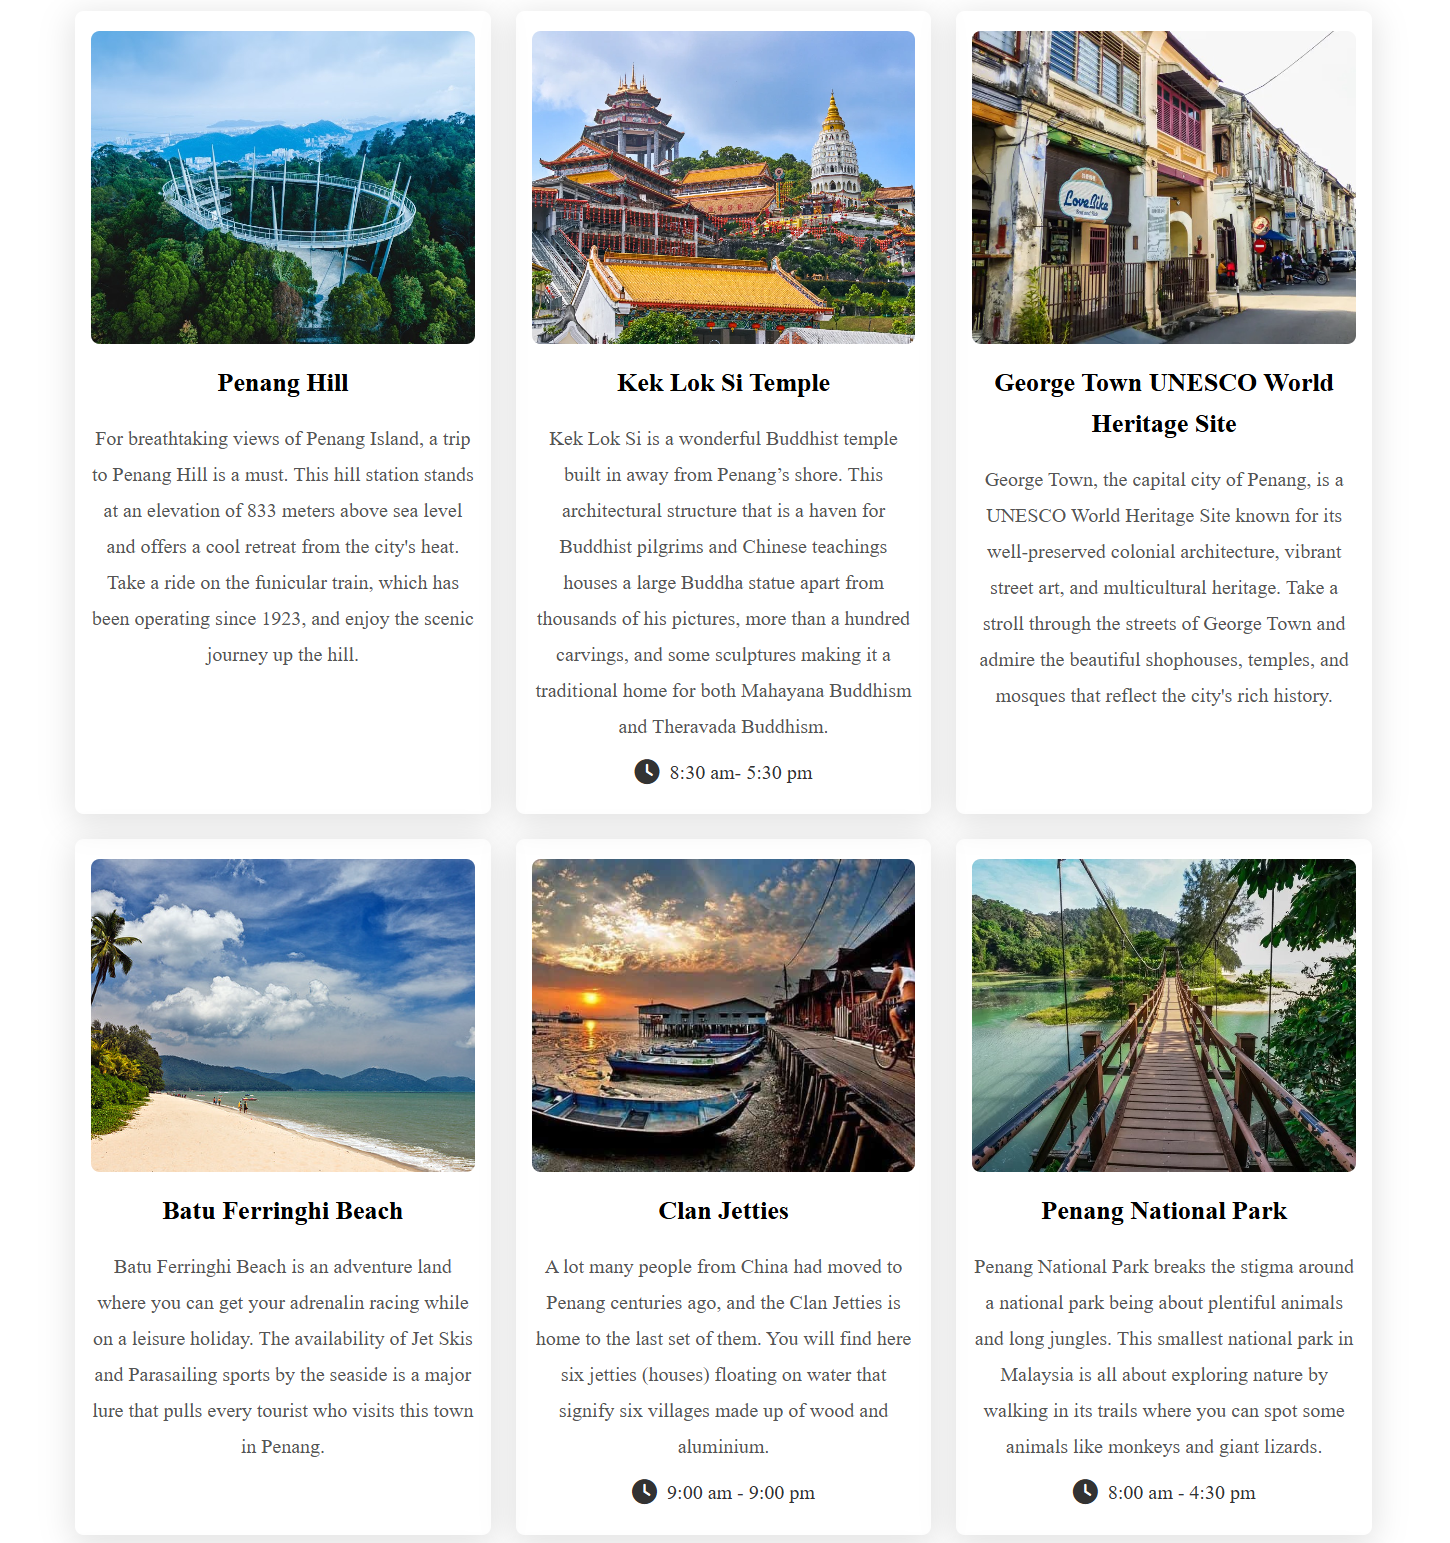 LoveBike
Penang Hill
For breathtaking views of Penang Island, a trip
to Penang Hill is a must. This hill station stands
at an elevation of 833 meters above sea level
and offers a cool retreat from the city's heat.
Take a ride on the funicular train, which has
been operating since 1923, and enjoy the scenic
journey up the hill.
Kek Lok Si Temple
Kek Lok Si is a wonderful Buddhist temple
built in away from Penang’s shore. This
architectural structure that is a haven for
Buddhist pilgrims and Chinese teachings
houses a large Buddha statue apart from
thousands of his pictures, more than a hundred
carvings, and some sculptures making it a
traditional home for both Mahayana Buddhism
and Theravada Buddhism.
8:30 am- 5:30 pm
George Town UNESCO World
Heritage Site
George Town, the capital city of Penang, is a
UNESCO World Heritage Site known for its
well-preserved colonial architecture, vibrant
street art, and multicultural heritage. Take a
stroll through the streets of George Town and
admire the beautiful shophouses, temples, and
mosques that reflect the city's rich history.
Batu Ferringhi Beach
Batu Ferringhi Beach is an adventure land
where you can get your adrenalin racing while
on a leisure holiday. The availability of Jet Skis
and Parasailing sports by the seaside is a major
lure that pulls every tourist who visits this town
in Penang.
Clan Jetties
A lot many people from China had moved to
Penang centuries ago, and the Clan Jetties is
home to the last set of them. You will find here
six jetties (houses) floating on water that
signify six villages made up of wood and
aluminium.
9:00 am - 9:00 pm
Penang National Park
Penang National Park breaks the stigma around
a national park being about plentiful animals
and long jungles. This smallest national park in
Malaysia is all about exploring nature by
walking in its trails where you can spot some
animals like monkeys and giant lizards.
8:00 am - 4:30 pm